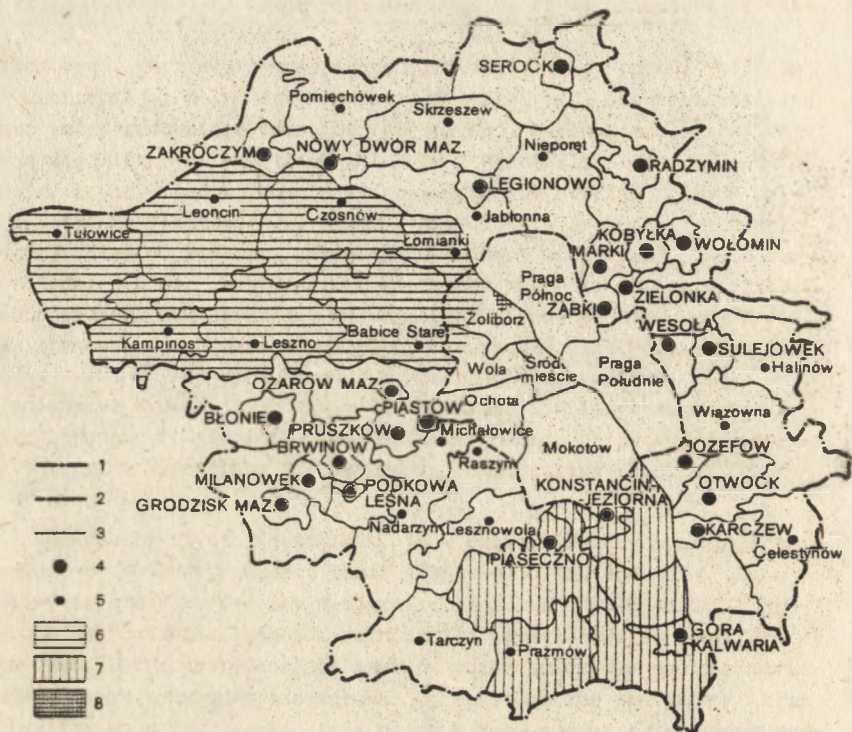 SEROCK
Pomiechówek
Skrzeszew
ZAKROCZYM
NOWY DWÓR MAZ.
Nieporęt
RADZYMIN
LEGIONOWO
Leoncin
Czosnów
Jabłonna
Tułowice
Łomianki
KOBYŁKA
WOŁOMIN
MARKI
Praga
Północ
ZIELONKA
ZĄBKI
Żoliborz
WESOŁA
Kampinos
Leszno
Babice Stare
SULEJÓWEK
Halinów
Wola
Śród
mieście
Praga
Południe
OŻARÓW MAZ.
Ochota
PIASTÓW
BŁONIE
PRUSZKÓW
Michałowice
Wiązowna
BRWINÓW
Mokotów
Raszyn
JÓZEFÓW
MILANÓWEK
PODKOWA
LEŚNA
KONSTANCIN-
JEZIORNA
OTWOCK
GRODZISK MAZ.
Nadarzyn
Lesznowola
KARCZEW
PIASECZNO
Celestynów
Tarczyn
Prażmów
GÓRA
KALWARIA
1
2
3
4
5
6
7
8